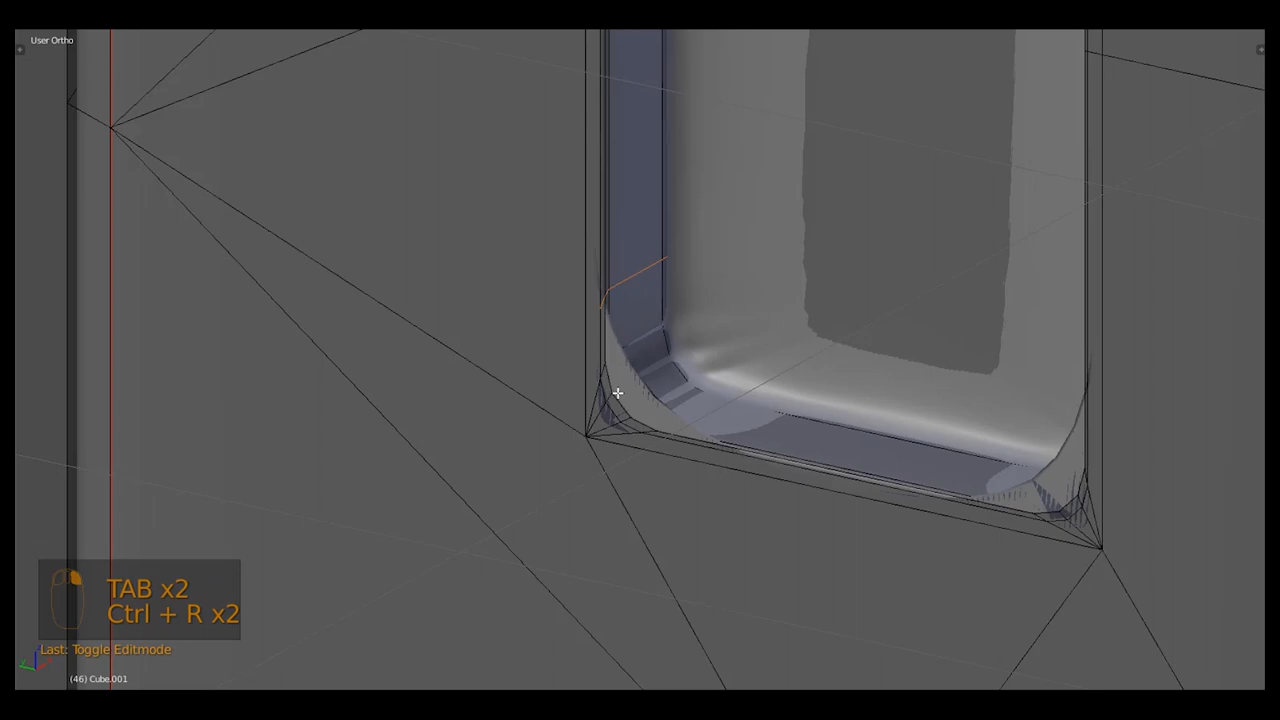 User Ortho
TAB x2
Ctrl + R x2
Last: Toggle Editmode
(46) Cube.001